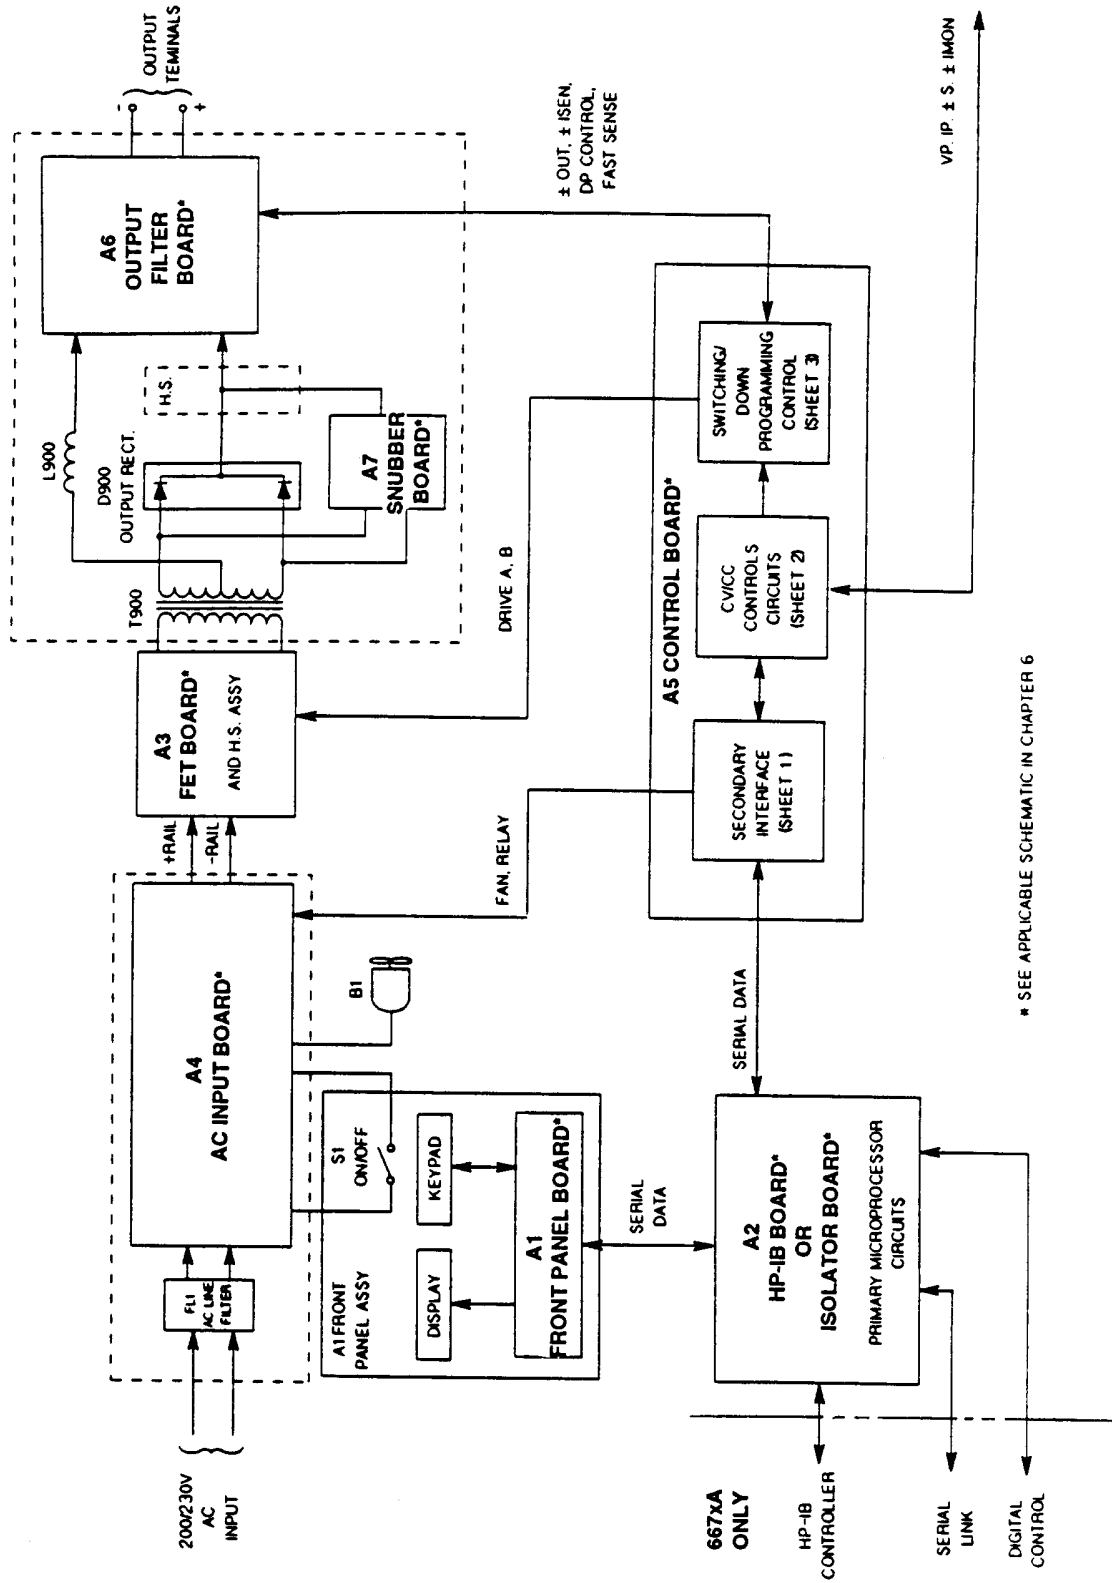 200/230V
AC
INPUT
FL1
AC LINE
FILTER
A4
AC INPUT BOARD*
+RAIL
-RAIL
A3
FET BOARD*
AND H.S. ASSY
T900
L900
D900
OUTPUT RECT.
H.S.
A7
SNUBBER
BOARD*
A6
OUTPUT
FILTER
BOARD*
-
+
OUTPUT
TEMINALS
B1
S1
ON/OFF
A1 FRONT
PANEL ASSY
DISPLAY
KEYPAD
A1
FRONT PANEL BOARD*
FAN, RELAY
DRIVE A, B
± OUT, ± ISEN,
DP CONTROL,
FAST SENSE
SERIAL
DATA
SERIAL DATA
A5 CONTROL BOARD*
SECONDARY
INTERFACE
(SHEET 1)
CV/CC
CONTROLS
CIRCUITS
(SHEET 2)
SWITCHING/
DOWN
PROGRAMMING
CONTROL
(SHEET 3)
A2
HP-IB BOARD*
OR
ISOLATOR BOARD*
PRIMARY MICROPROCESSOR
CIRCUITS
667xA
ONLY
HP-IB
CONTROLLER
SERIAL
LINK
DIGITAL
CONTROL
VP. IP. ± S. ± IMON
* SEE APPLICABLE SCHEMATIC IN CHAPTER 6